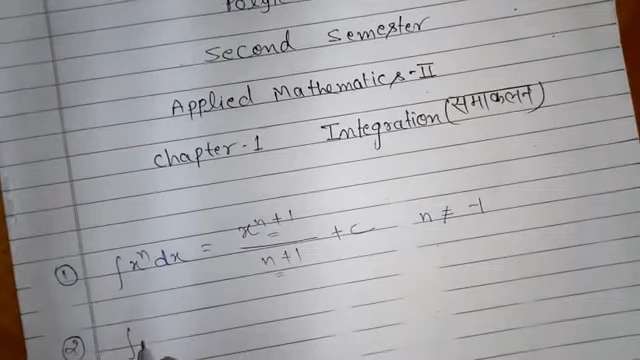 Second Semester
Applied Mathematics-II
Chapter-1 Integration (समाकलन)
① ∫xⁿ dx = xⁿ⁺¹/n+1 + c n ≠ -1
② ∫